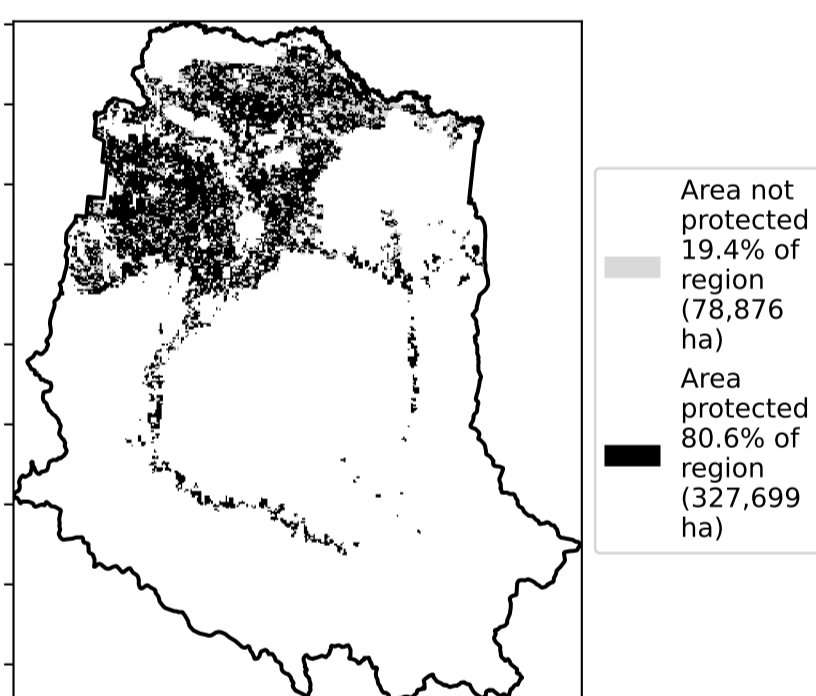 Area not
protected
19.4% of
region
(78,876
ha)
Area
protected
80.6% of
region
(327,699
ha)